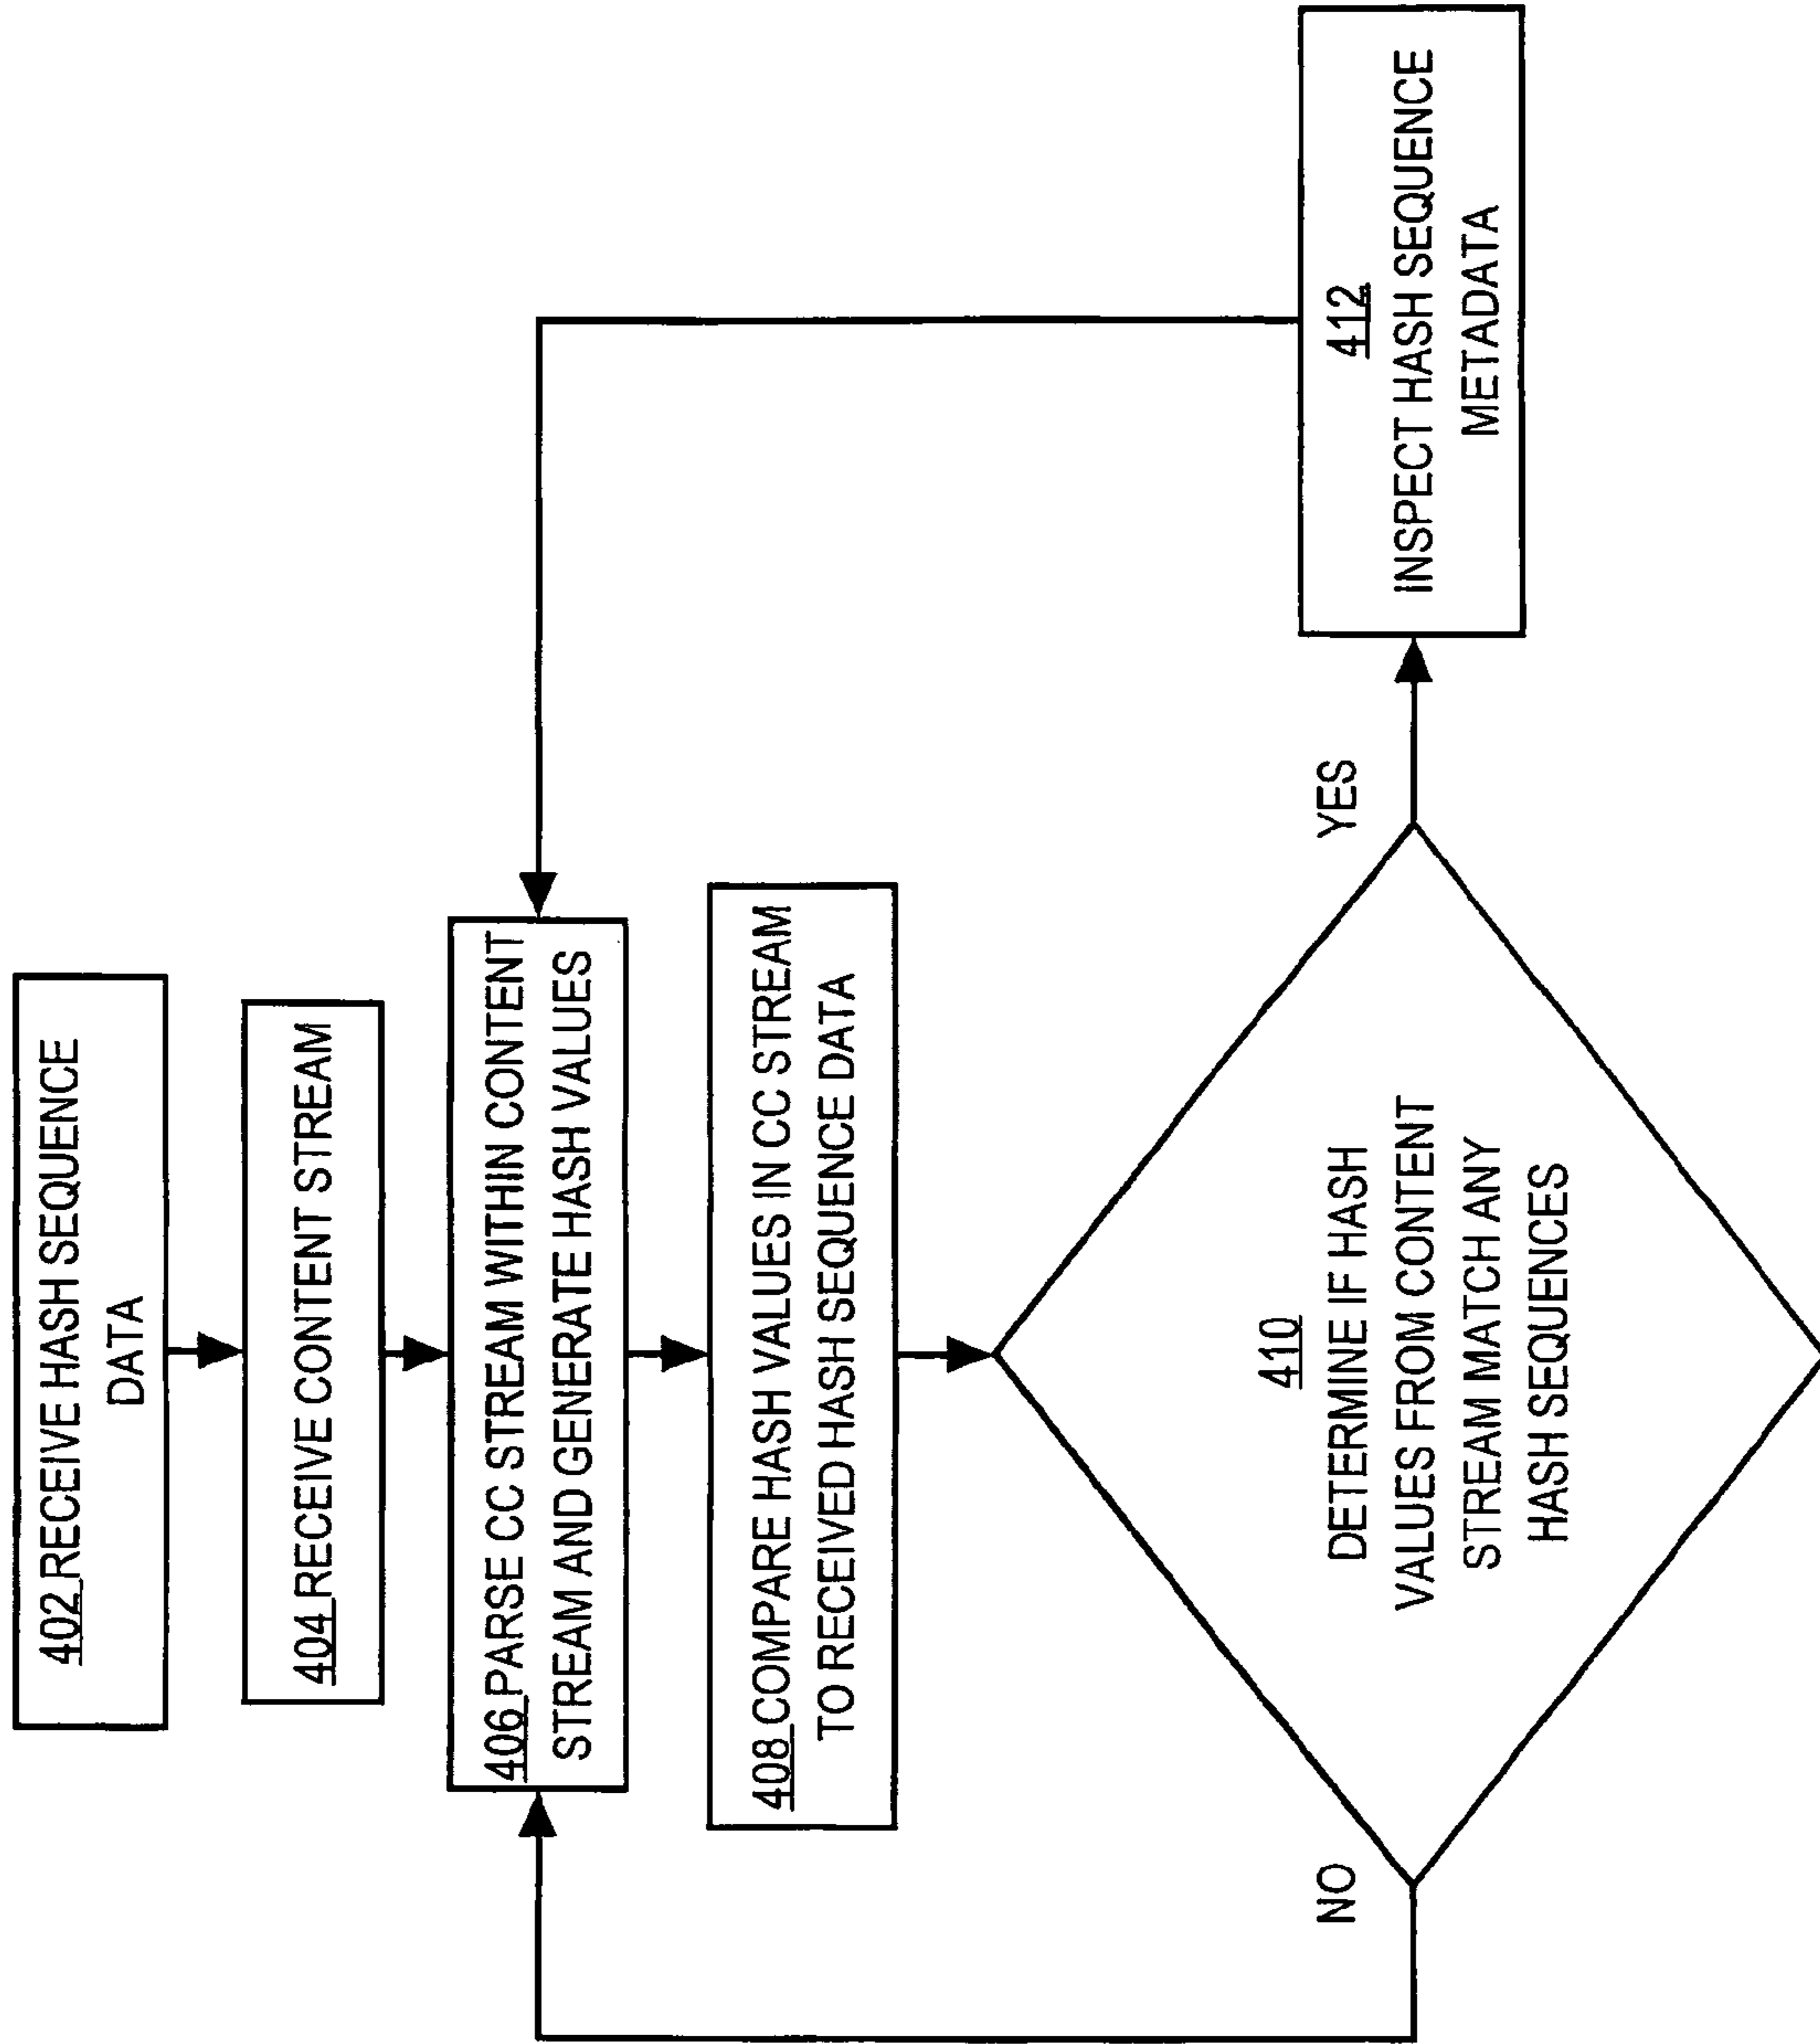 402 RECEIVE HASH SEQUENCE
DATA
404 RECEIVE CONTENT STREAM
406 PARSE CC STREAM WITHIN CONTENT
STREAM AND GENERATE HASH VALUES
408 COMPARE HASH VALUES IN CC STREAM
TO RECEIVED HASH SEQUENCE DATA
410
DETERMINE IF HASH
VALUES FROM CONTENT
STREAM MATCH ANY
HASH SEQUENCES
NO
YES
412
INSPECT HASH SEQUENCE
METADATA